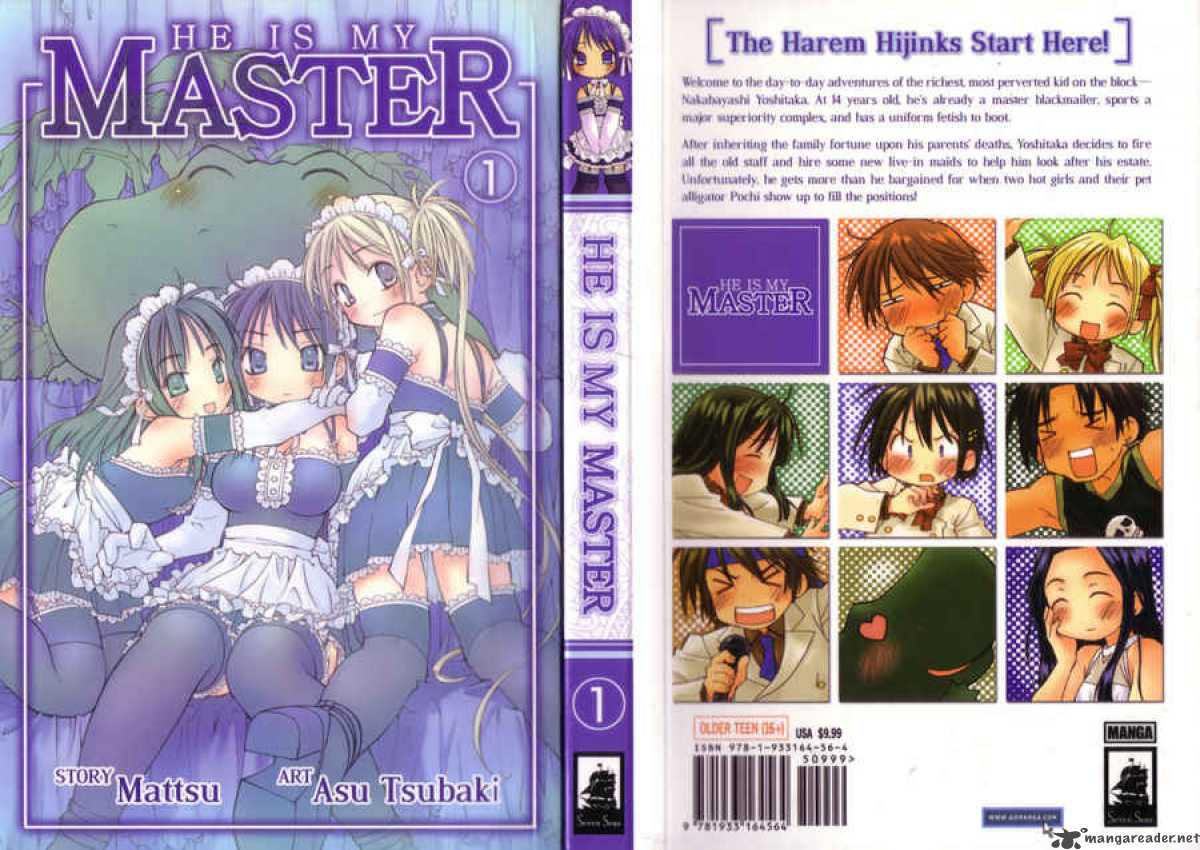 HE IS MY
MASTER
1
STORY Mattsu
ART Asu Tsubaki
HE IS MY MASTER
1
SEVEN SEAS
[The Harem Hijinks Start Here!]
Welcome to the day-to-day adventures of the richest, most perverted kid on the block—
Nakabayashi Yoshitaka. At 14 years old, he's already a master blackmailer, sports a
major superiority complex, and has a uniform fetish to boot.
After inheriting the family fortune upon his parents' deaths, Yoshitaka decides to fire
all the old staff and hire some new live-in maids to help him look after his estate.
Unfortunately, he gets more than he bargained for when two hot girls and their pet
alligator Pochi show up to fill the positions!
HE IS MY
MASTER
OLDER TEEN (16+)
USA $9.99
MANGA
ISBN 978-1-933164-56-4
50999>
9 781933 164564
SEVEN SEAS
mangareader.net